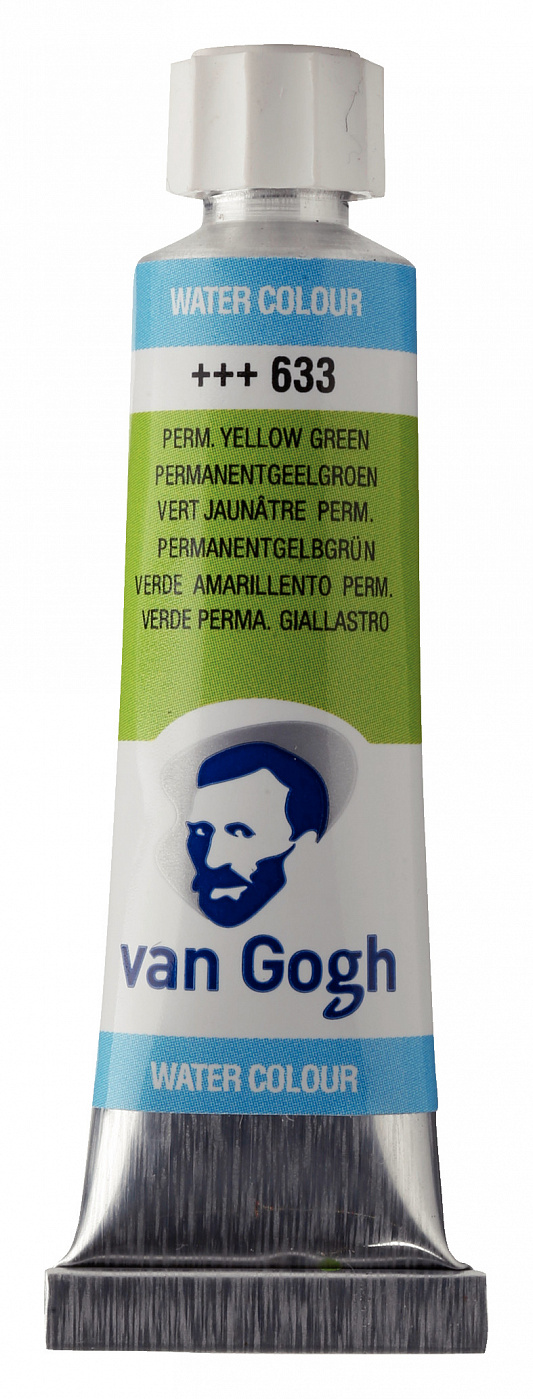 WATER COLOUR
+++ 633
PERM. YELLOW GREEN
PERMANENTGEELGROEN
VERT JAUNÂTRE PERM.
PERMANENTGELBGRÜN
VERDE AMARILLENTO PERM.
VERDE PERMA. GIALLASTRO
van Gogh
WATER COLOUR